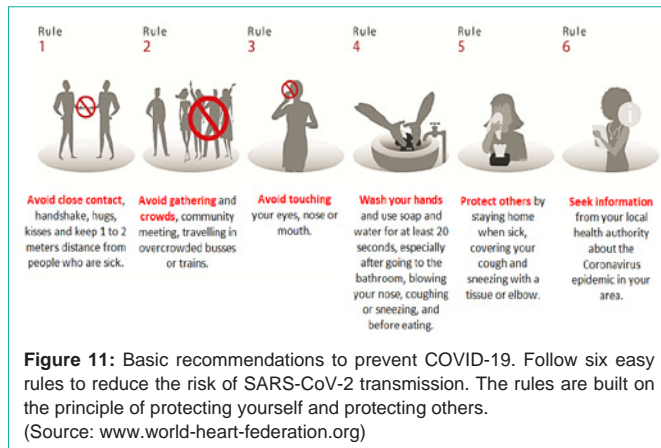 Rule
1
Rule
2
Rule
3
Rule
4
Rule
5
Rule
6
i
Avoid close contact,
handshake, hugs,
kisses and keep 1 to 2
meters distance from
people who are sick.
Avoid gathering and
crowds, community
meeting, travelling in
overcrowded busses
or trains.
Avoid touching
your eyes, nose or
mouth.
Wash your hands
and use soap and
water for at least 20
seconds, especially
after going to the
bathroom, blowing
your nose, coughing
or sneezing, and
before eating.
Protect others by
staying home
when sick,
covering your
cough and
sneezing with a
tissue or elbow.
Seek information
from your local
health authority
about the
Coronavirus
epidemic in your
area.
Figure 11: Basic recommendations to prevent COVID-19. Follow six easy
rules to reduce the risk of SARS-CoV-2 transmission. The rules are built on
the principle of protecting yourself and protecting others.
(Source: www.world-heart-federation.org)